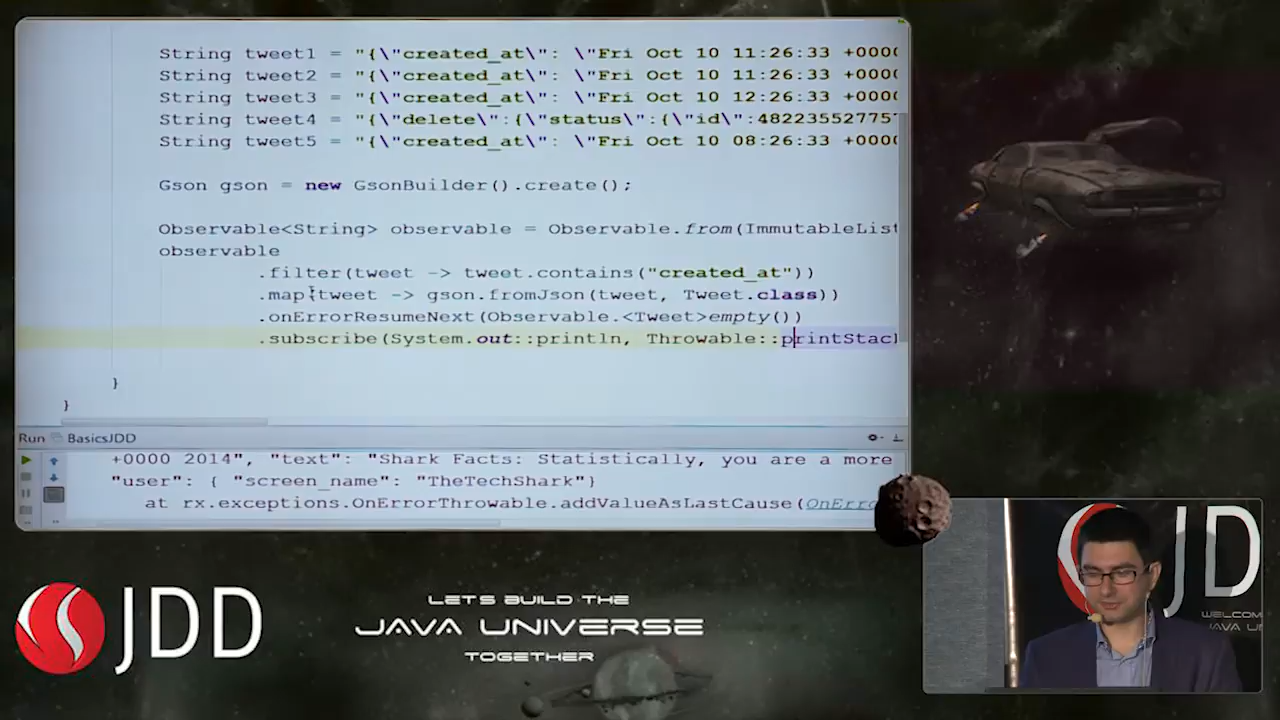 String tweet1 = "{\"created_at\": \"Fri Oct 10 11:26:33 +0000
String tweet2 = "{\"created_at\": \"Fri Oct 10 11:26:33 +0000
String tweet3 = "{\"created_at\": \"Fri Oct 10 12:26:33 +0000
String tweet4 = "{\"delete\":{\"status\":{\"id\":48223552775
String tweet5 = "{\"created_at\": \"Fri Oct 10 08:26:33 +0000
Gson gson = new GsonBuilder().create();
Observable<String> observable = Observable.from(ImmutableList
observable
.filter(tweet -> tweet.contains("created_at"))
.map(tweet -> gson.fromJson(tweet, Tweet.class))
.onErrorResumeNext(Observable.<Tweet>empty())
.subscribe(System.out::println, Throwable::printStac
}
}
Run BasicsJDD
+0000 2014", "text": "Shark Facts: Statistically, you are a more
"user": { "screen_name": "TheTechShark"}
at rx.exceptions.OnErrorThrowable.addValueAsLastCause(OnErro
JDD
LET'S BUILD THE
JAVA UNIVERSE
TOGETHER
JD
WELCOM
JAVA U